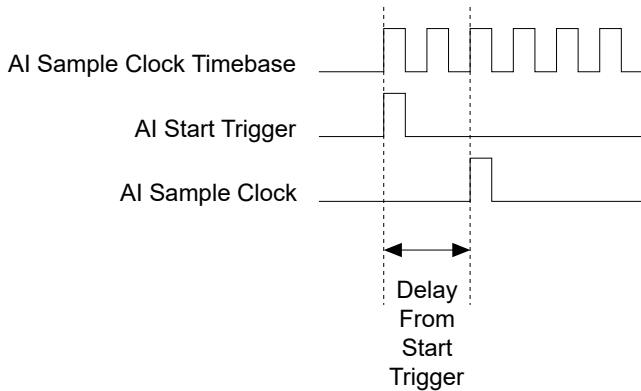 AI Sample Clock Timebase
AI Start Trigger
AI Sample Clock
Delay
From
Start
Trigger